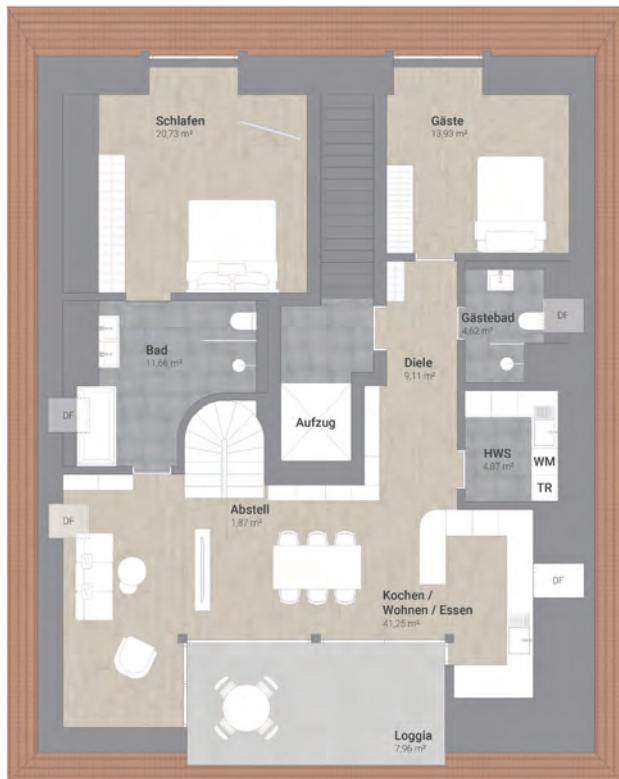 Schlafen
20,73 m²
Gäste
13,93 m²
Gästebad
4,62 m²
DF
Bad
11,66 m²
Diele
9,11 m²
DF
Aufzug
HWS
4,87 m²
WM
TR
Abstell
1,87 m²
DF
DF
Kochen /
Wohnen / Essen
41,25 m²
Loggia
7,96 m²